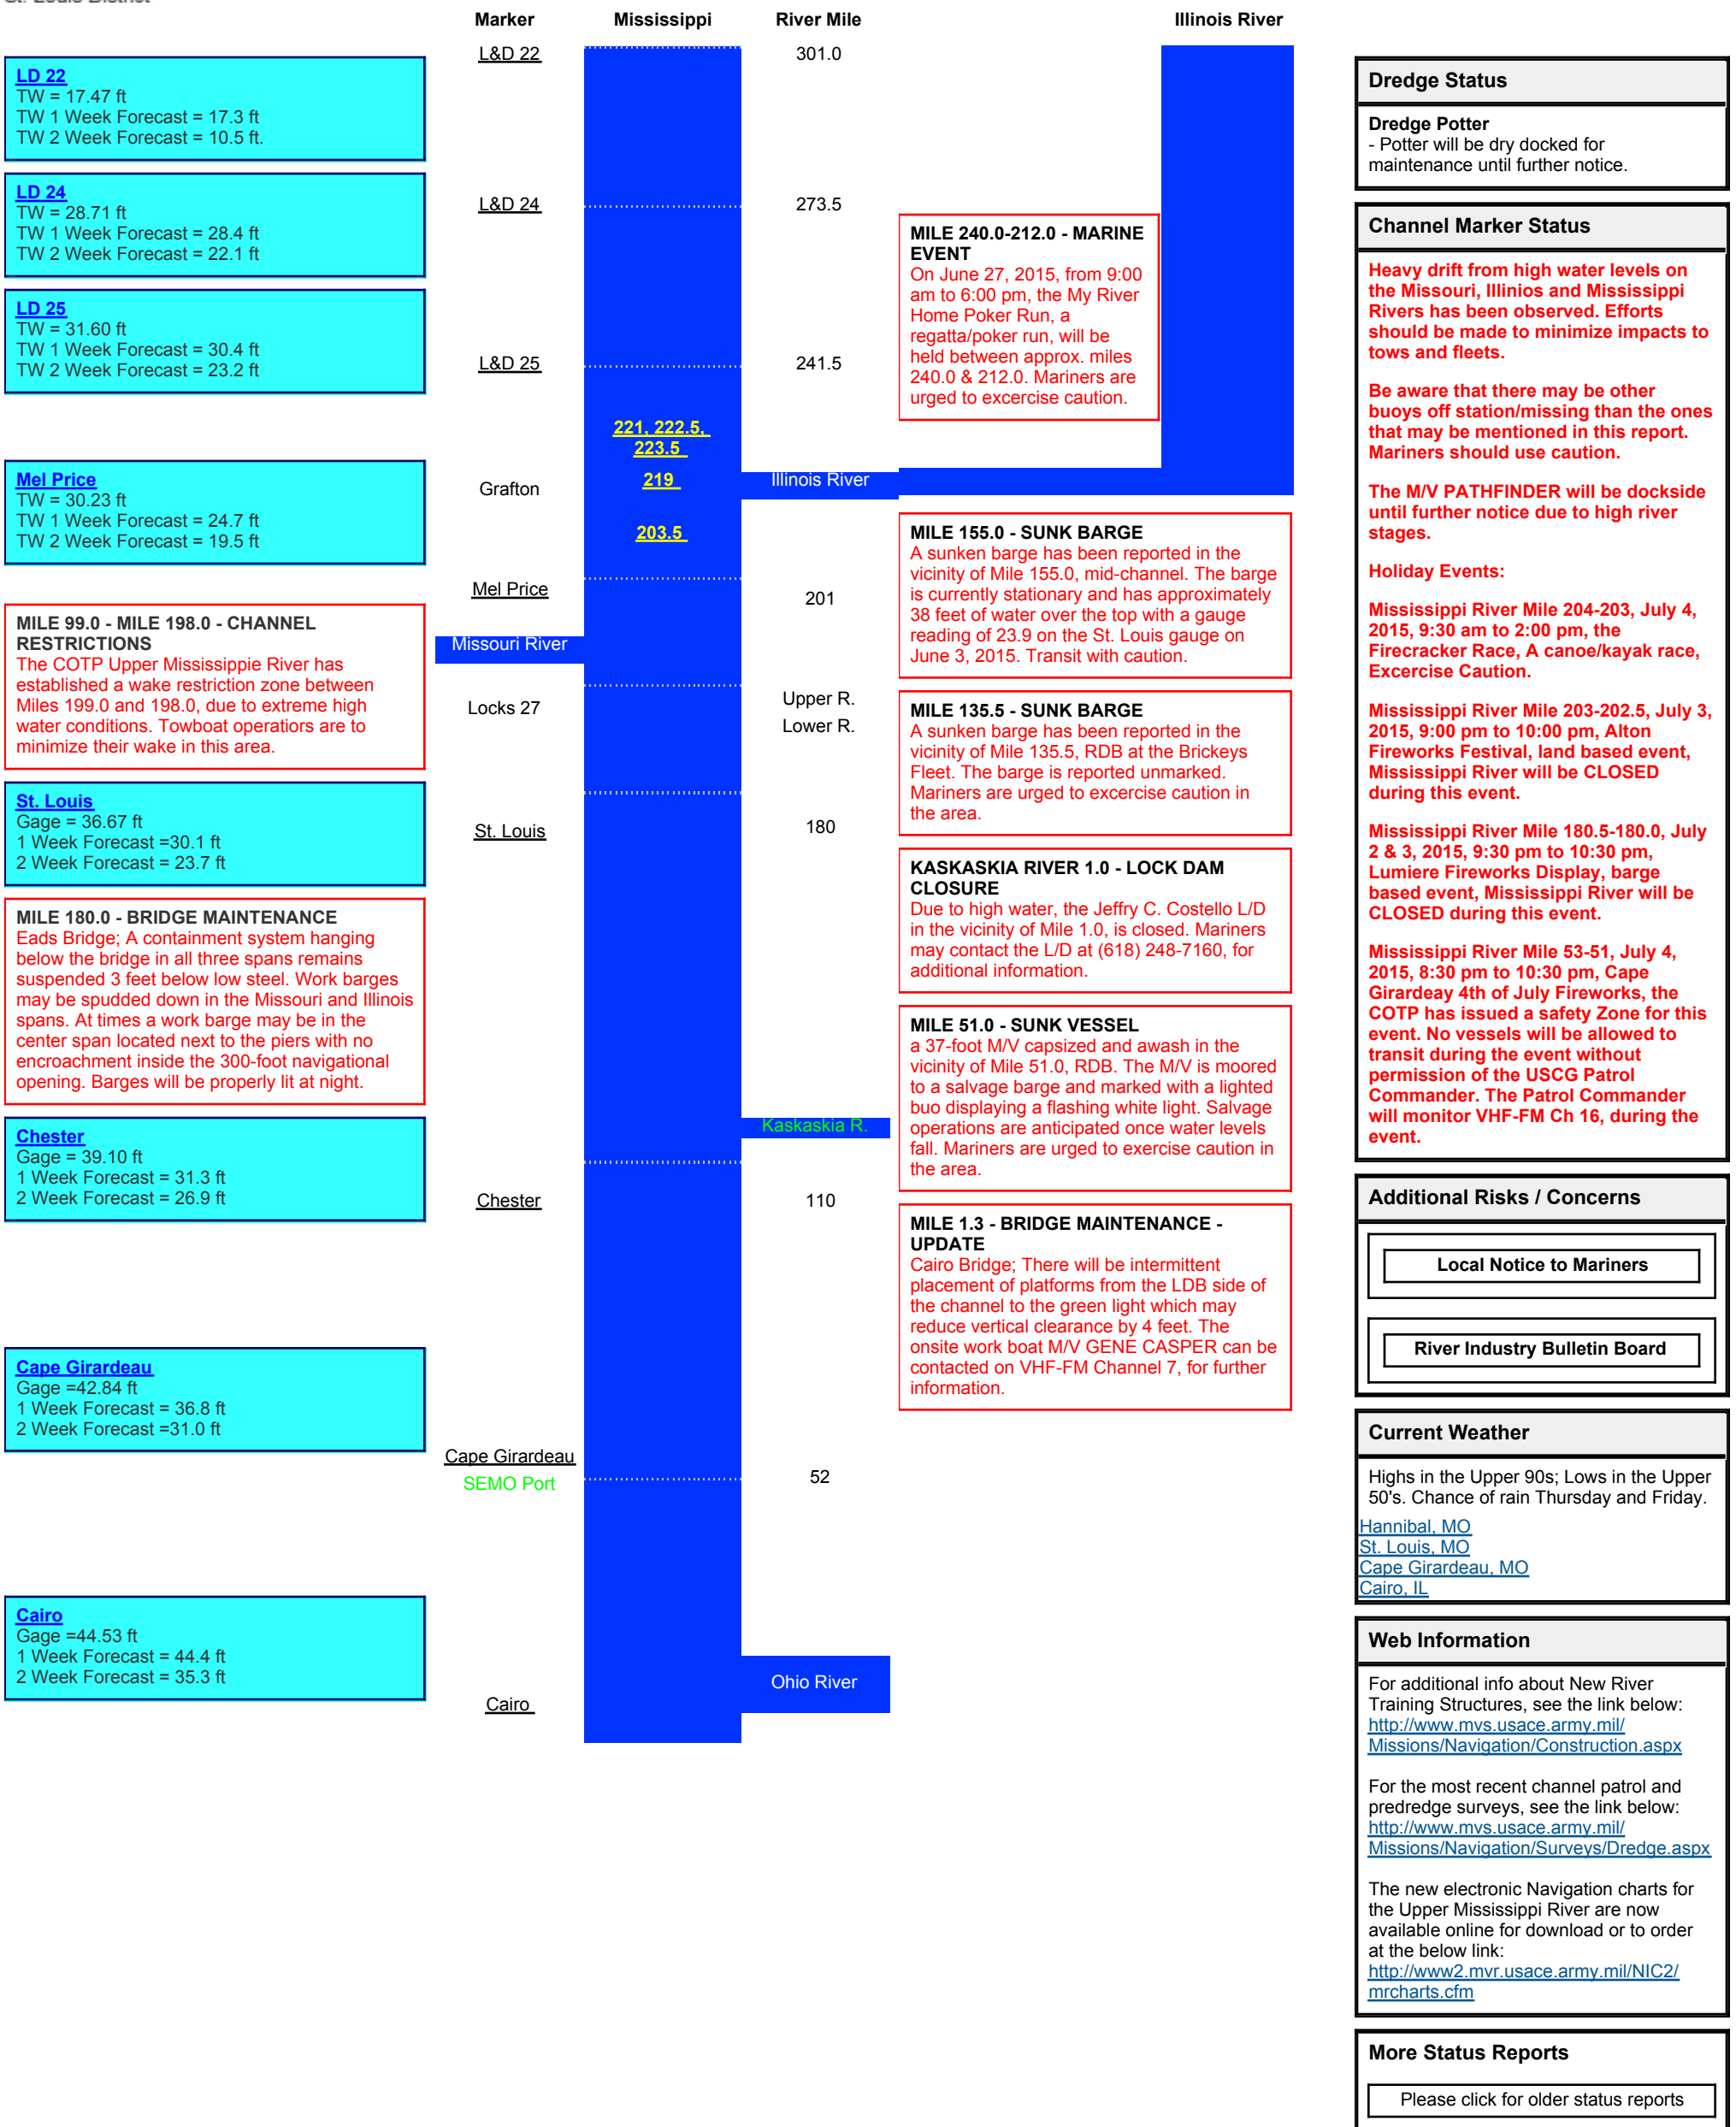 St. Louis District
Marker Mississippi River Mile Illinois River
L&D 22 301.0
LD 22
TW = 17.47 ft
TW 1 Week Forecast = 17.3 ft
TW 2 Week Forecast = 10.5 ft.
LD 24
TW = 28.71 ft
TW 1 Week Forecast = 28.4 ft
TW 2 Week Forecast = 22.1 ft
L&D 24 273.5
LD 25
TW = 31.60 ft
TW 1 Week Forecast = 30.4 ft
TW 2 Week Forecast = 23.2 ft
L&D 25 241.5
221, 222.5,
223.5
219
203.5
Mel Price
TW = 30.23 ft
TW 1 Week Forecast = 24.7 ft
TW 2 Week Forecast = 19.5 ft
Grafton
Illinois River
Mel Price 201
MILE 99.0 - MILE 198.0 - CHANNEL
RESTRICTIONS
The COTP Upper Mississippie River has
established a wake restriction zone between
Miles 199.0 and 198.0, due to extreme high
water conditions. Towboat operatiors are to
minimize their wake in this area.
Missouri River
Locks 27
Upper R.
Lower R.
St. Louis
Gage = 36.67 ft
1 Week Forecast =30.1 ft
2 Week Forecast = 23.7 ft
St. Louis 180
MILE 180.0 - BRIDGE MAINTENANCE
Eads Bridge; A containment system hanging
below the bridge in all three spans remains
suspended 3 feet below low steel. Work barges
may be spudded down in the Missouri and Illinois
spans. At times a work barge may be in the
center span located next to the piers with no
encroachment inside the 300-foot navigational
opening. Barges will be properly lit at night.
Kaskaskia R.
Chester
Gage = 39.10 ft
1 Week Forecast = 31.3 ft
2 Week Forecast = 26.9 ft
Chester 110
Cape Girardeau
Gage =42.84 ft
1 Week Forecast = 36.8 ft
2 Week Forecast =31.0 ft
Cape Girardeau
SEMO Port
52
Cairo
Gage =44.53 ft
1 Week Forecast = 44.4 ft
2 Week Forecast = 35.3 ft
Ohio River
Cairo
MILE 240.0-212.0 - MARINE
EVENT
On June 27, 2015, from 9:00
am to 6:00 pm, the My River
Home Poker Run, a
regatta/poker run, will be
held between approx. miles
240.0 & 212.0. Mariners are
urged to excercise caution.
MILE 155.0 - SUNK BARGE
A sunken barge has been reported in the
vicinity of Mile 155.0, mid-channel. The barge
is currently stationary and has approximately
38 feet of water over the top with a gauge
reading of 23.9 on the St. Louis gauge on
June 3, 2015. Transit with caution.
MILE 135.5 - SUNK BARGE
A sunken barge has been reported in the
vicinity of Mile 135.5, RDB at the Brickeys
Fleet. The barge is reported unmarked.
Mariners are urged to excercise caution in
the area.
KASKASKIA RIVER 1.0 - LOCK DAM
CLOSURE
Due to high water, the Jeffry C. Costello L/D
in the vicinity of Mile 1.0, is closed. Mariners
may contact the L/D at (618) 248-7160, for
additional information.
MILE 51.0 - SUNK VESSEL
a 37-foot M/V capsized and awash in the
vicinity of Mile 51.0, RDB. The M/V is moored
to a salvage barge and marked with a lighted
buo displaying a flashing white light. Salvage
operations are anticipated once water levels
fall. Mariners are urged to exercise caution in
the area.
MILE 1.3 - BRIDGE MAINTENANCE -
UPDATE
Cairo Bridge; There will be intermittent
placement of platforms from the LDB side of
the channel to the green light which may
reduce vertical clearance by 4 feet. The
onsite work boat M/V GENE CASPER can be
contacted on VHF-FM Channel 7, for further
information.
Dredge Status
Dredge Potter
- Potter will be dry docked for
maintenance until further notice.
Channel Marker Status
Heavy drift from high water levels on
the Missouri, Illinios and Mississippi
Rivers has been observed. Efforts
should be made to minimize impacts to
tows and fleets.
Be aware that there may be other
buoys off station/missing than the ones
that may be mentioned in this report.
Mariners should use caution.
The M/V PATHFINDER will be dockside
until further notice due to high river
stages.
Holiday Events:
Mississippi River Mile 204-203, July 4,
2015, 9:30 am to 2:00 pm, the
Firecracker Race, A canoe/kayak race,
Excercise Caution.
Mississippi River Mile 203-202.5, July 3,
2015, 9:00 pm to 10:00 pm, Alton
Fireworks Festival, land based event,
Mississippi River will be CLOSED
during this event.
Mississippi River Mile 180.5-180.0, July
2 & 3, 2015, 9:30 pm to 10:30 pm,
Lumiere Fireworks Display, barge
based event, Mississippi River will be
CLOSED during this event.
Mississippi River Mile 53-51, July 4,
2015, 8:30 pm to 10:30 pm, Cape
Girardeay 4th of July Fireworks, the
COTP has issued a safety Zone for this
event. No vessels will be allowed to
transit during the event without
permission of the USCG Patrol
Commander. The Patrol Commander
will monitor VHF-FM Ch 16, during the
event.
Additional Risks / Concerns
Local Notice to Mariners
River Industry Bulletin Board
Current Weather
Highs in the Upper 90s; Lows in the Upper
50's. Chance of rain Thursday and Friday.
Hannibal, MO
St. Louis, MO
Cape Girardeau, MO
Cairo, IL
Web Information
For additional info about New River
Training Structures, see the link below:
http://www.mvs.usace.army.mil/
Missions/Navigation/Construction.aspx
For the most recent channel patrol and
predredge surveys, see the link below:
http://www.mvs.usace.army.mil/
Missions/Navigation/Surveys/Dredge.aspx
The new electronic Navigation charts for
the Upper Mississippi River are now
available online for download or to order
at the below link:
http://www2.mvr.usace.army.mil/NIC2/
mrcharts.cfm
More Status Reports
Please click for older status reports